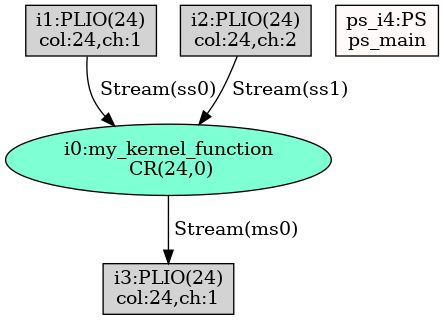 i1:PLIO(24)
col:24,ch:1
i2:PLIO(24)
col:24,ch:2
ps_i4:PS
ps_main
Stream(ss0)
Stream(ss1)
i0:my_kernel_function
CR(24,0)
Stream(ms0)
i3:PLIO(24)
col:24,ch:1